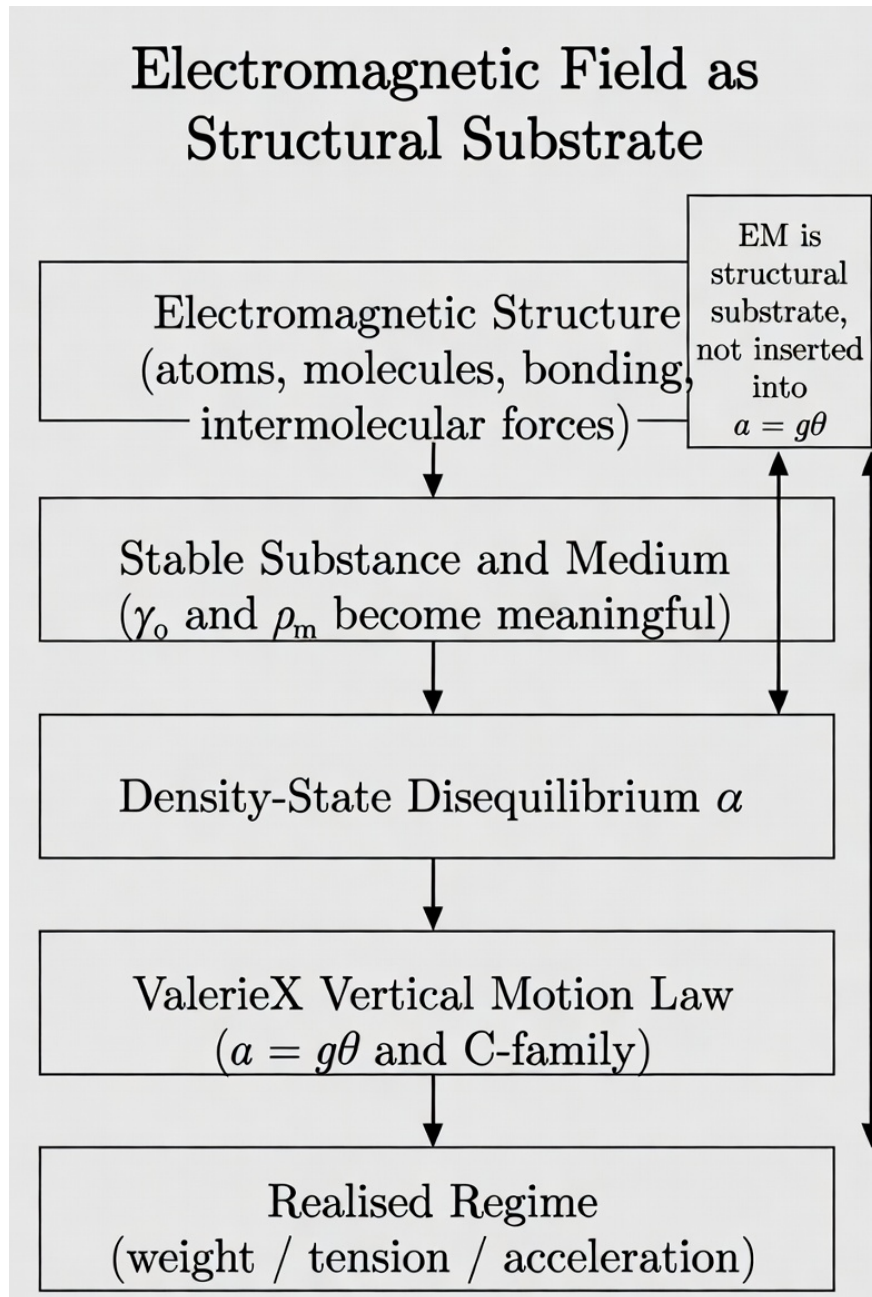 Electromagnetic Field as
Structural Substrate
EM is
structural
substrate,
not inserted
into
a = gθ
Electromagnetic Structure
(atoms, molecules, bonding,
intermolecular forces)
Stable Substance and Medium
(γₒ and ρₘ become meaningful)
Density-State Disequilibrium α
ValerieX Vertical Motion Law
(a = gθ and C-family)
Realised Regime
(weight / tension / acceleration)